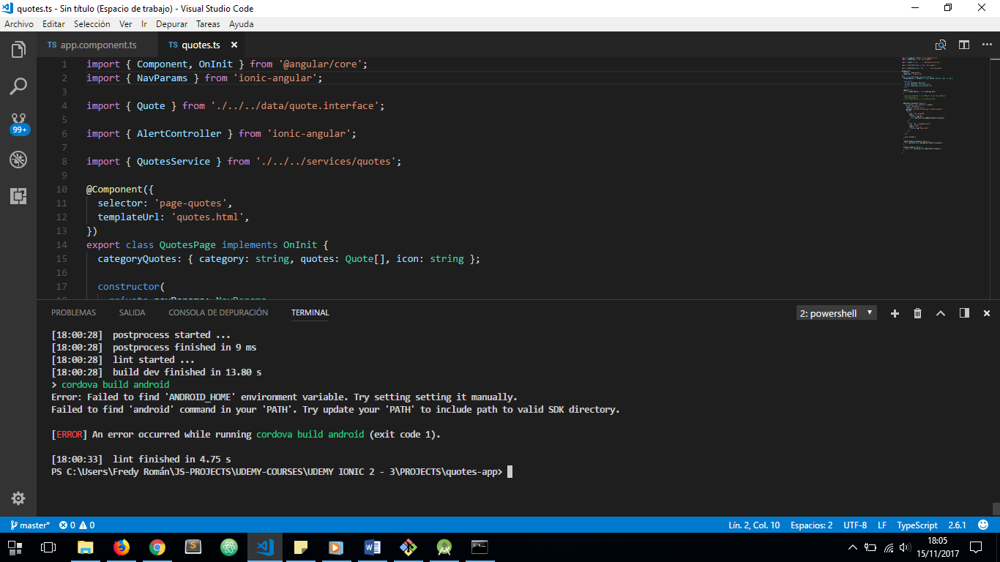 quotes.ts - Sin título (Espacio de trabajo) - Visual Studio Code
Archivo Editar Selección Ver Ir Depurar Tareas Ayuda
TS app.component.ts TS quotes.ts
1 import { Component, OnInit } from '@angular/core';
2 import { NavParams } from 'ionic-angular';
3
4 import { Quote } from './../../data/quote.interface';
5
6 import { AlertController } from 'ionic-angular';
7
8 import { QuotesService } from './../../services/quotes';
9
10 @Component({
11 selector: 'page-quotes',
12 templateUrl: 'quotes.html',
13 })
14 export class QuotesPage implements OnInit {
15 categoryQuotes: { category: string, quotes: Quote[], icon: string };
16
17 constructor(
18 private navParams: NavParams
99+
PROBLEMAS SALIDA CONSOLA DE DEPURACIÓN TERMINAL 2: powershell
[18:00:28] postprocess started ...
[18:00:28] postprocess finished in 9 ms
[18:00:28] lint started ...
[18:00:28] build dev finished in 13.80 s
> cordova build android
Error: Failed to find 'ANDROID_HOME' environment variable. Try setting setting it manually.
Failed to find 'android' command in your 'PATH'. Try update your 'PATH' to include path to valid SDK directory.
[ERROR] An error occurred while running cordova build android (exit code 1).
[18:00:33] lint finished in 4.75 s
PS C:\Users\Fredy Román\JS-PROJECTS\UDEMY-COURSES\UDEMY IONIC 2 - 3\PROJECTS\quotes-app>
master* 0 0 Lín. 2, Col. 10 Espacios: 2 UTF-8 LF TypeScript 2.6.1
18:05
15/11/2017